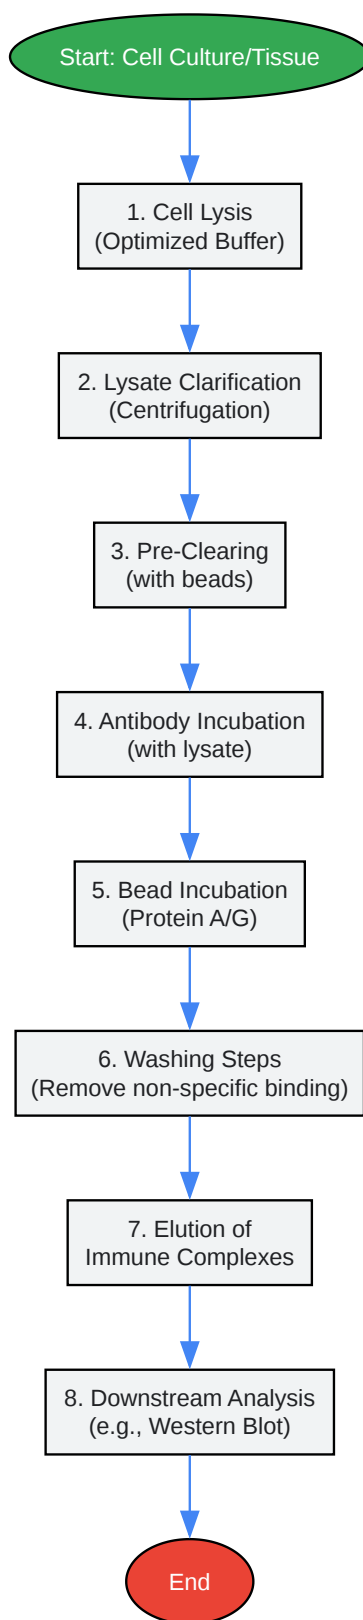 Start: Cell Culture/Tissue
1. Cell Lysis
(Optimized Buffer)
2. Lysate Clarification
(Centrifugation)
3. Pre-Clearing
(with beads)
4. Antibody Incubation
(with lysate)
5. Bead Incubation
(Protein A/G)
6. Washing Steps
(Remove non-specific binding)
7. Elution of
Immune Complexes
8. Downstream Analysis
(e.g., Western Blot)
End